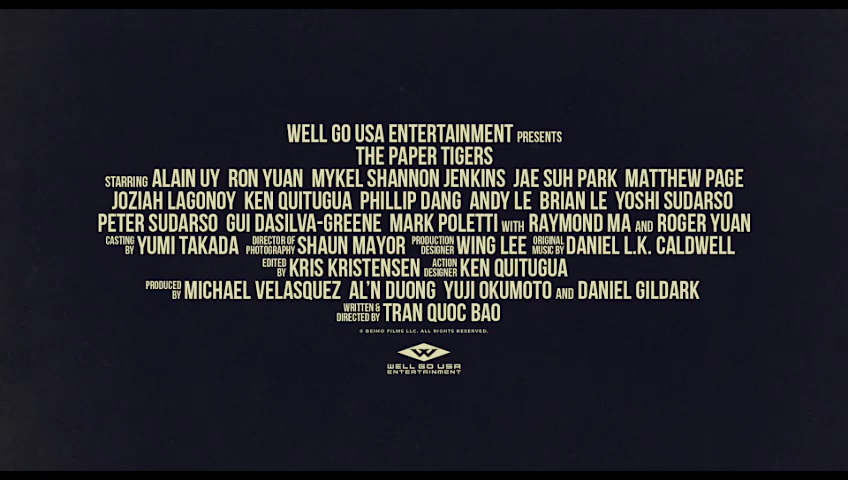 WELL GO USA ENTERTAINMENT PRESENTS
THE PAPER TIGERS
STARRING ALAIN UY RON YUAN MYKEL SHANNON JENKINS JAE SUH PARK MATTHEW PAGE
JOZIAH LAGONOY KEN QUITUGUA PHILLIP DANG ANDY LE BRIAN LE YOSHI SUDARSO
PETER SUDARSO GUI DASILVA-GREENE MARK POLETTI WITH RAYMOND MA AND ROGER YUAN
CASTING BY YUMI TAKADA DIRECTOR OF PHOTOGRAPHY SHAUN MAYOR PRODUCTION DESIGNER WING LEE ORIGINAL MUSIC BY DANIEL L.K. CALDWELL
EDITED BY KRIS KRISTENSEN ACTION DESIGNER KEN QUITUGUA
PRODUCED BY MICHAEL VELASQUEZ AL'N DUONG YUJI OKUMOTO AND DANIEL GILDARK
WRITTEN & DIRECTED BY TRAN QUOC BAO
© BEIMO FILMS LLC. ALL RIGHTS RESERVED.
WELL GO USA
ENTERTAINMENT